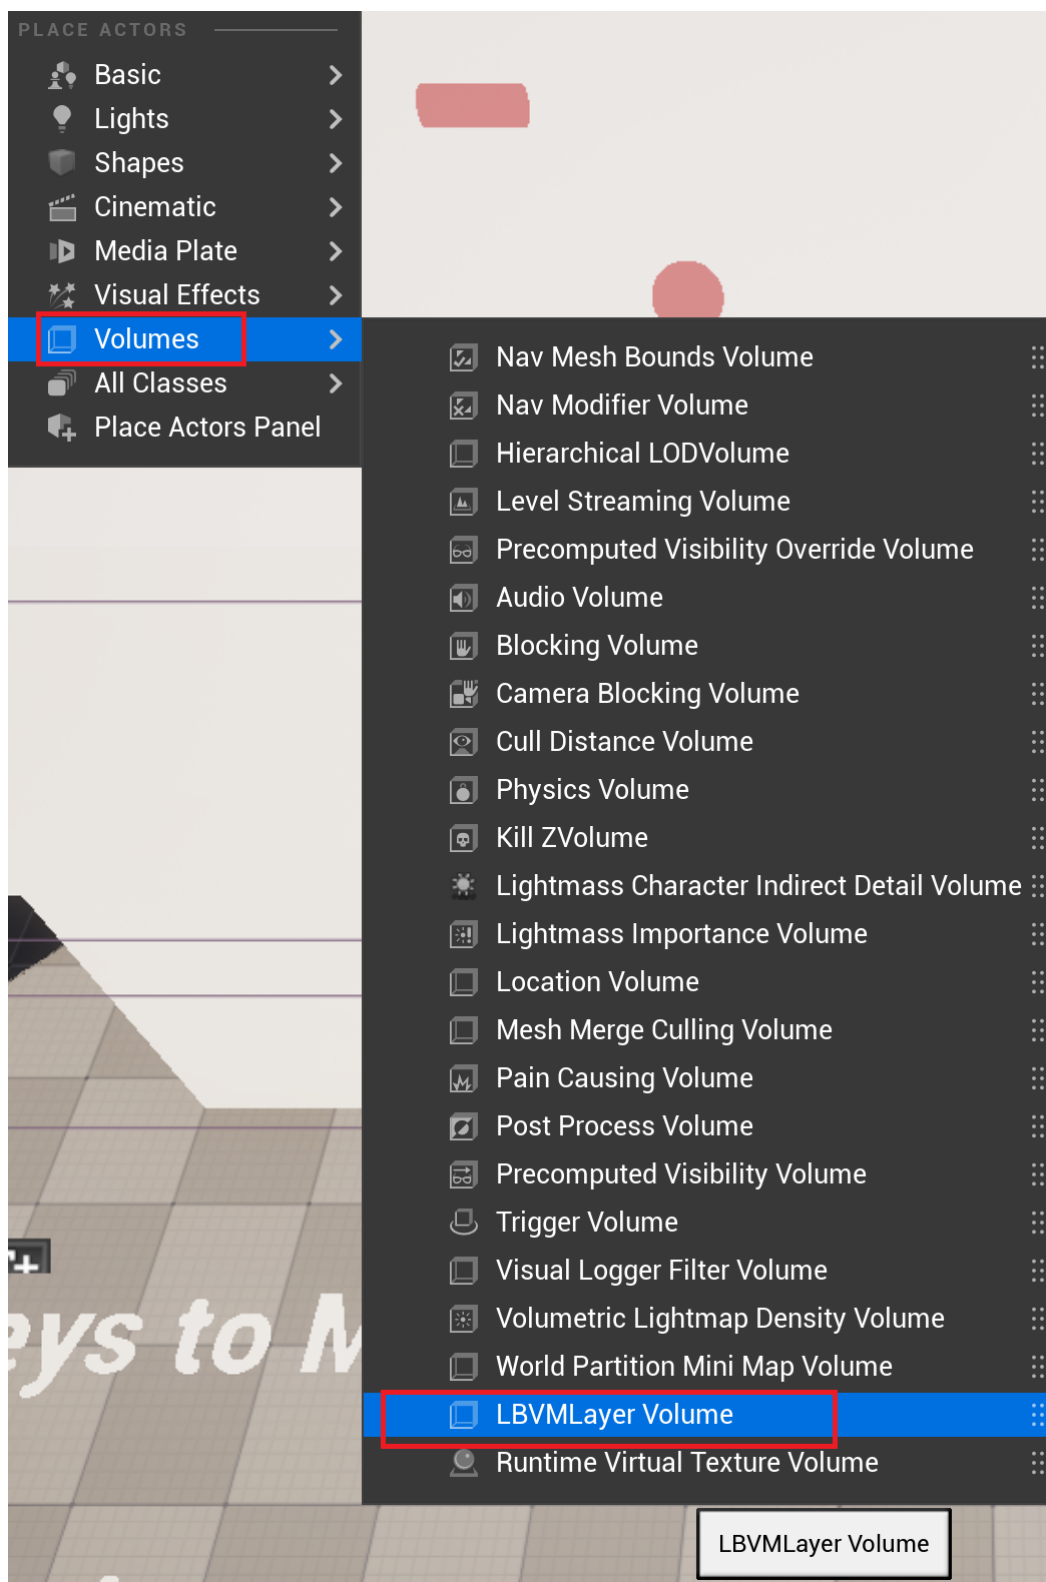 PLACE ACTORS
Basic
Lights
Shapes
Cinematic
Media Plate
Visual Effects
Volumes
All Classes
Place Actors Panel
Nav Mesh Bounds Volume
Nav Modifier Volume
Hierarchical LODVolume
Level Streaming Volume
Precomputed Visibility Override Volume
Audio Volume
Blocking Volume
Camera Blocking Volume
Cull Distance Volume
Physics Volume
Kill ZVolume
Lightmass Character Indirect Detail Volume
Lightmass Importance Volume
Location Volume
Mesh Merge Culling Volume
Pain Causing Volume
Post Process Volume
Precomputed Visibility Volume
Trigger Volume
Visual Logger Filter Volume
Volumetric Lightmap Density Volume
World Partition Mini Map Volume
LBVMLayer Volume
Runtime Virtual Texture Volume
LBVMLayer Volume
eys to M